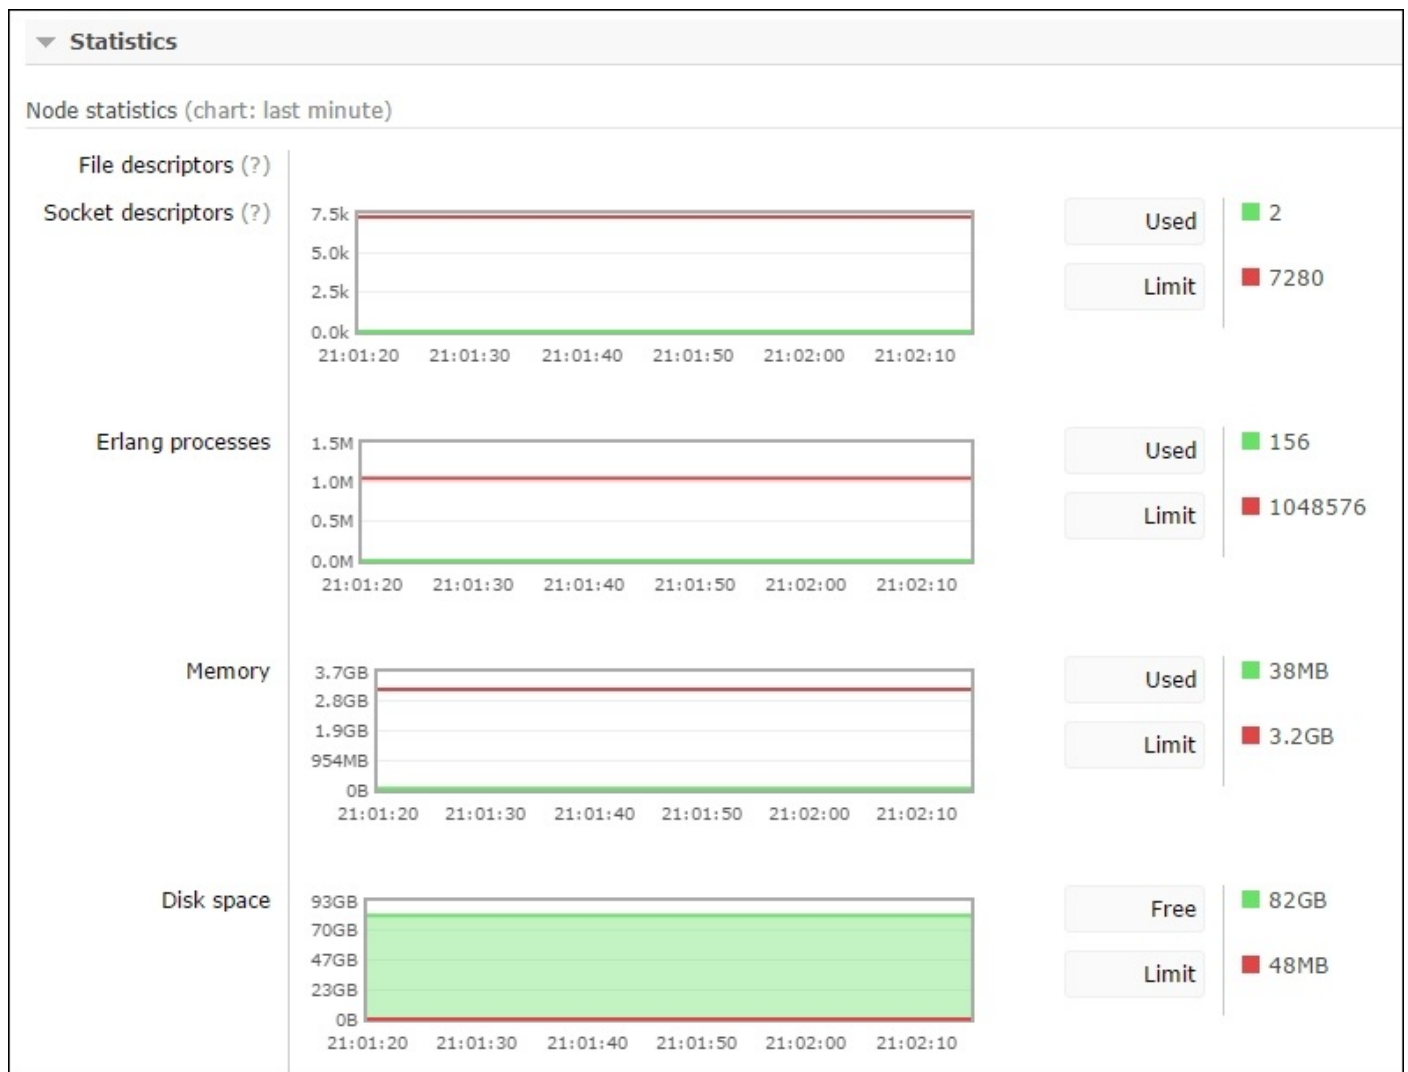 Statistics
Node statistics (chart: last minute)
File descriptors (?)
Socket descriptors (?)
7.5k
5.0k
2.5k
0.0k
21:01:20 21:01:30 21:01:40 21:01:50 21:02:00 21:02:10
Used 2
Limit 7280
Erlang processes
1.5M
1.0M
0.5M
0.0M
21:01:20 21:01:30 21:01:40 21:01:50 21:02:00 21:02:10
Used 156
Limit 1048576
Memory
3.7GB
2.8GB
1.9GB
954MB
0B
21:01:20 21:01:30 21:01:40 21:01:50 21:02:00 21:02:10
Used 38MB
Limit 3.2GB
Disk space
93GB
70GB
47GB
23GB
0B
21:01:20 21:01:30 21:01:40 21:01:50 21:02:00 21:02:10
Free 82GB
Limit 48MB